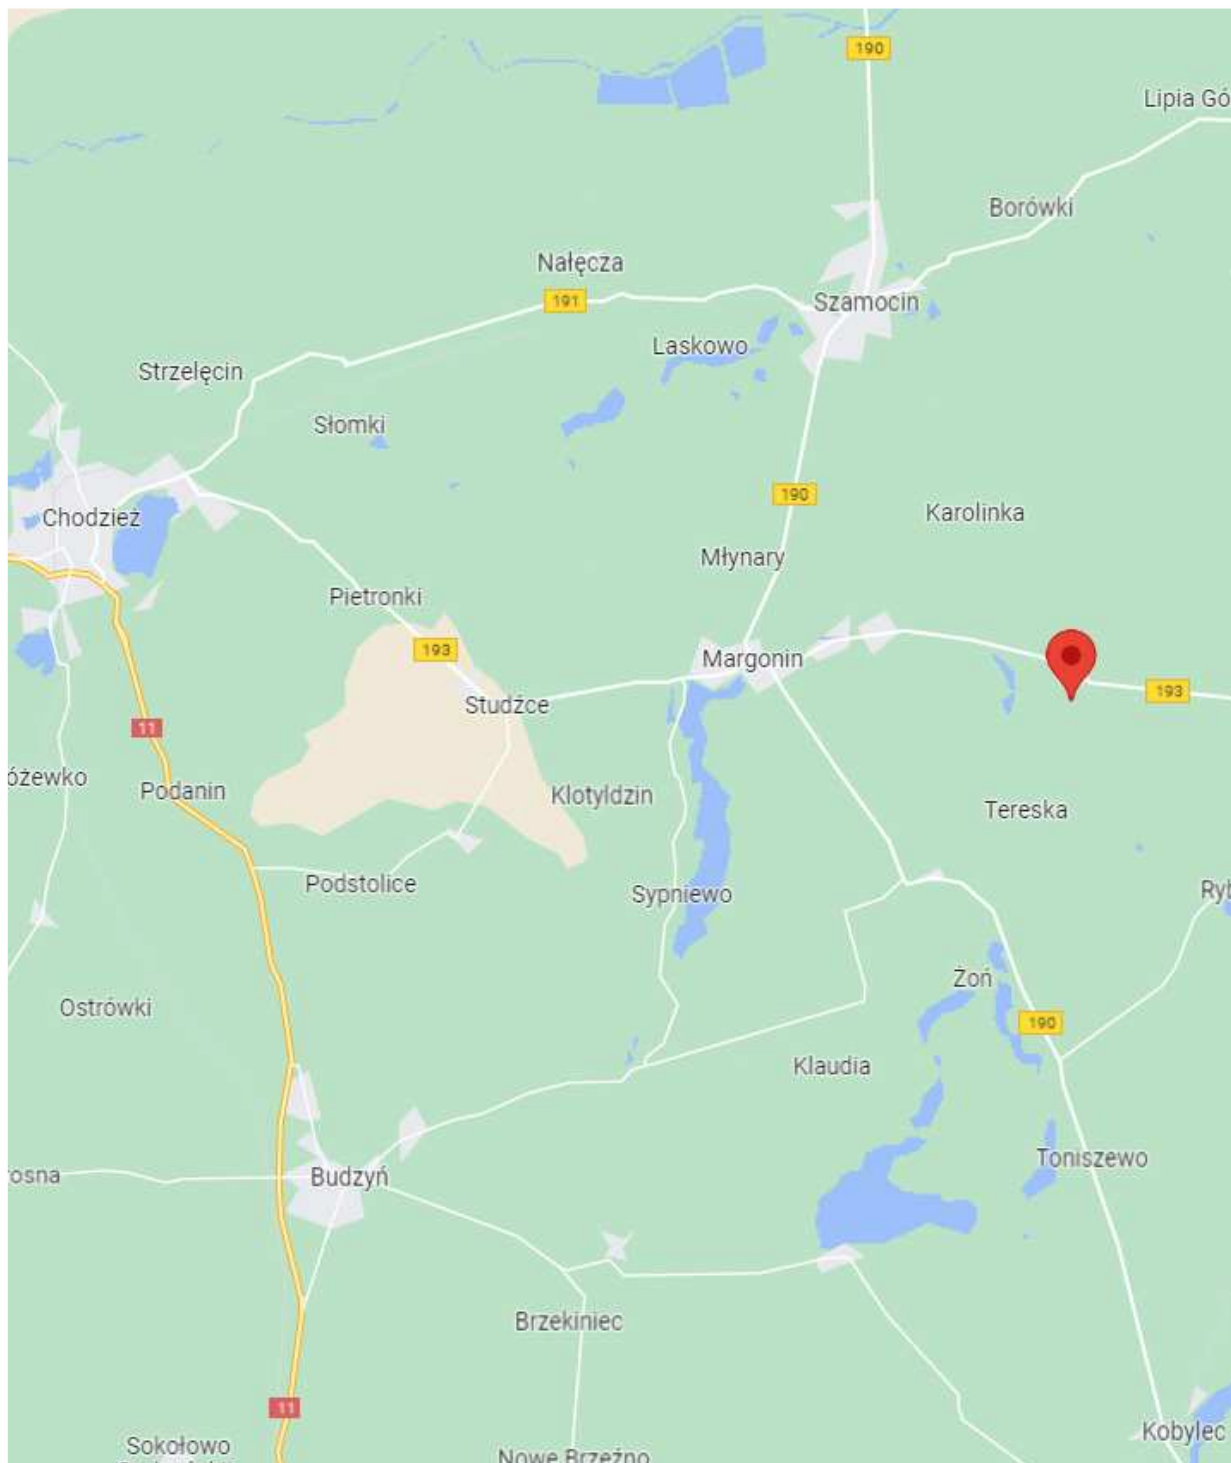 190
Lipia Gó
Borówki
Nałęcza
191
Szamocin
Laskowo
Strzelęcin
Słomki
190
Karolinka
Chodzież
Młynary
Pietronki
193
Margonin
193
Studźce
11
óżewko
Podanin
Klotyldzin
Tereska
Podstolice
Sypniewo
Ryb
Żoń
Ostrówki
190
Klaudia
Toniszewo
rosna
Budzyń
Brzekiniec
11
Kobylec
Sokołowo
Nowe Brzeźno